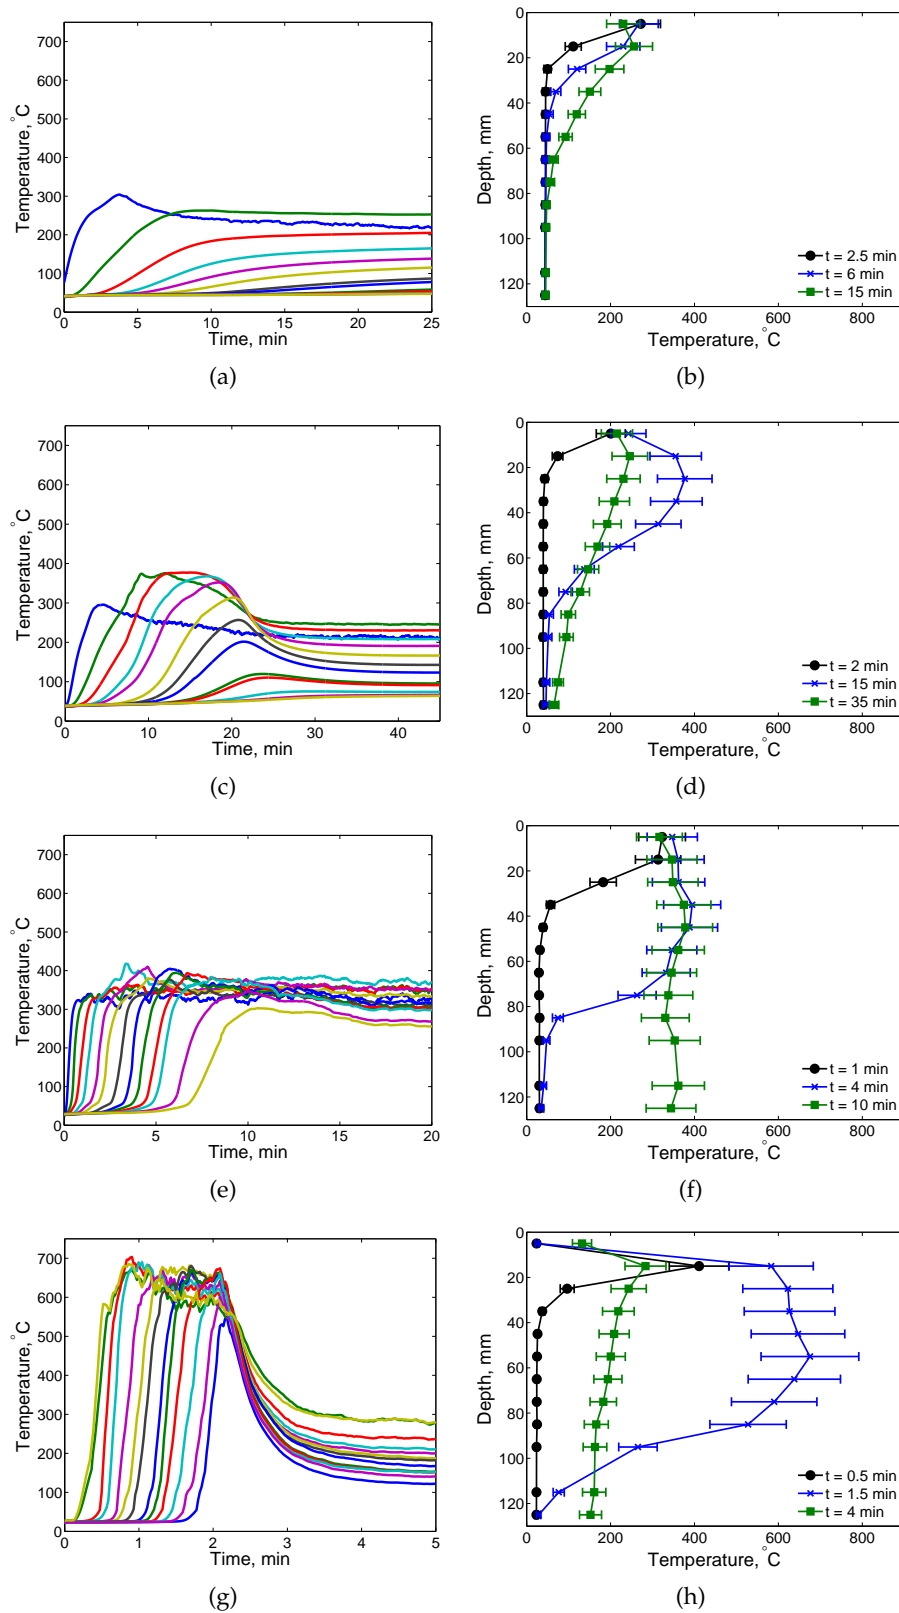 750
700
600
500
400
300
200
100
0
Temperature, °C
0 5 10 15 20 25
Time, min
(a)
0
20
40
60
80
100
120
Depth, mm
t = 2.5 min
t = 6 min
t = 15 min
0 200 400 600 800
Temperature, °C
(b)
700
600
500
400
300
200
100
0
Temperature, °C
0 10 20 30 40
Time, min
(c)
0
20
40
60
80
100
120
Depth, mm
t = 2 min
t = 15 min
t = 35 min
0 200 400 600 800
Temperature, °C
(d)
700
600
500
400
300
200
100
0
Temperature, °C
0 5 10 15 20
Time, min
(e)
0
20
40
60
80
100
120
Depth, mm
t = 1 min
t = 4 min
t = 10 min
0 200 400 600 800
Temperature, °C
(f)
700
600
500
400
300
200
100
0
Temperature, °C
0 1 2 3 4 5
Time, min
(g)
0
20
40
60
80
100
120
Depth, mm
t = 0.5 min
t = 1.5 min
t = 4 min
0 200 400 600 800
Temperature, °C
(h)